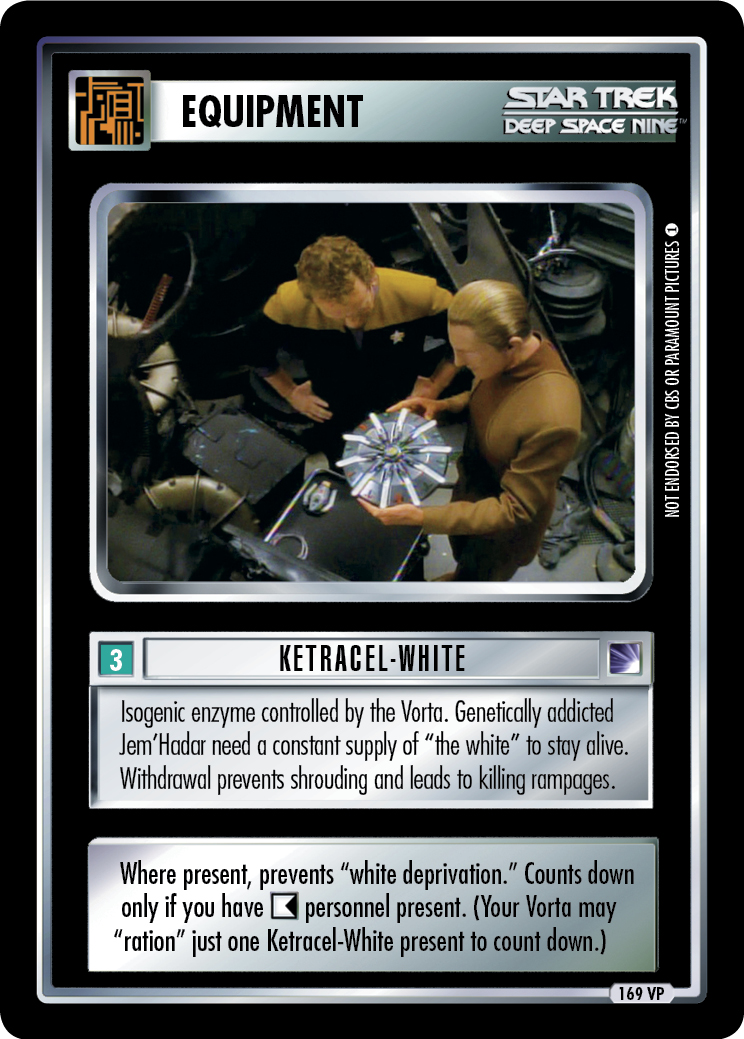 EQUIPMENT
STAR TREK
DEEP SPACE NINE™
NOT ENDORSED BY CBS OR PARAMOUNT PICTURES 1
3
KETRACEL-WHITE
Isogenic enzyme controlled by the Vorta. Genetically addicted
Jem’Hadar need a constant supply of “the white” to stay alive.
Withdrawal prevents shrouding and leads to killing rampages.
Where present, prevents “white deprivation.” Counts down
only if you have personnel present. (Your Vorta may
“ration” just one Ketracel-White present to count down.)
169 VP